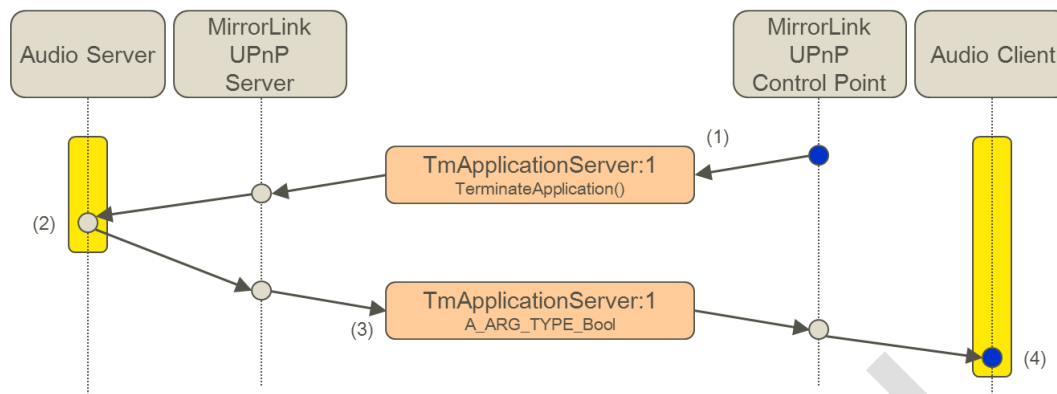 Audio Server
MirrorLink
UPnP
Server
MirrorLink
UPnP
Control Point
Audio Client
(1)
TmApplicationServer:1
TerminateApplication()
(2)
TmApplicationServer:1
A_ARG_TYPE_Bool
(3)
(4)